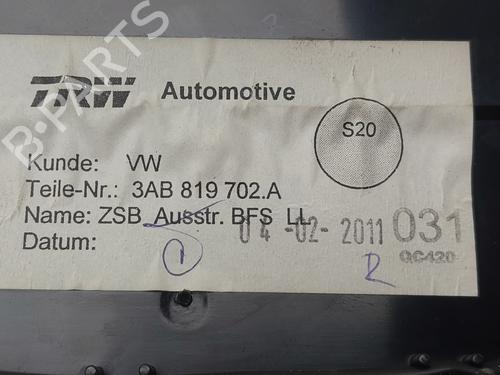 B-PARTS
TRW Automotive
S20
Kunde: VW
Teile-Nr.: 3AB 819 702.A
Name: ZSB Ausstr. BFS LL
Datum: 04-02-2011 031
QC420
1 R